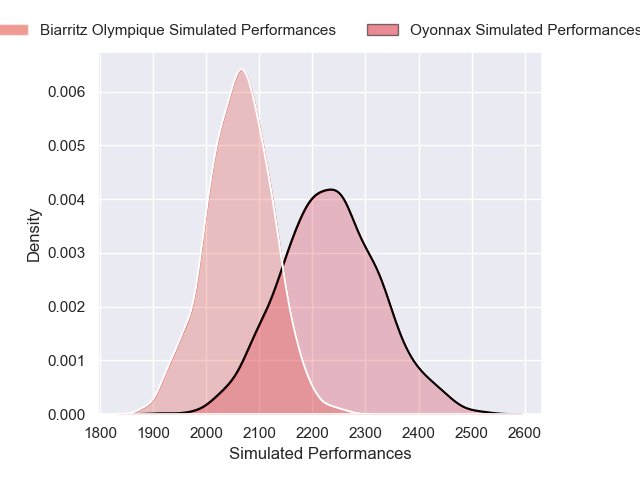 Biarritz Olympique Simulated Performances Oyonnax Simulated Performances
0.006
0.005
0.004
0.003
0.002
0.001
0.000
Density
1800 1900 2000 2100 2200 2300 2400 2500 2600
Simulated Performances